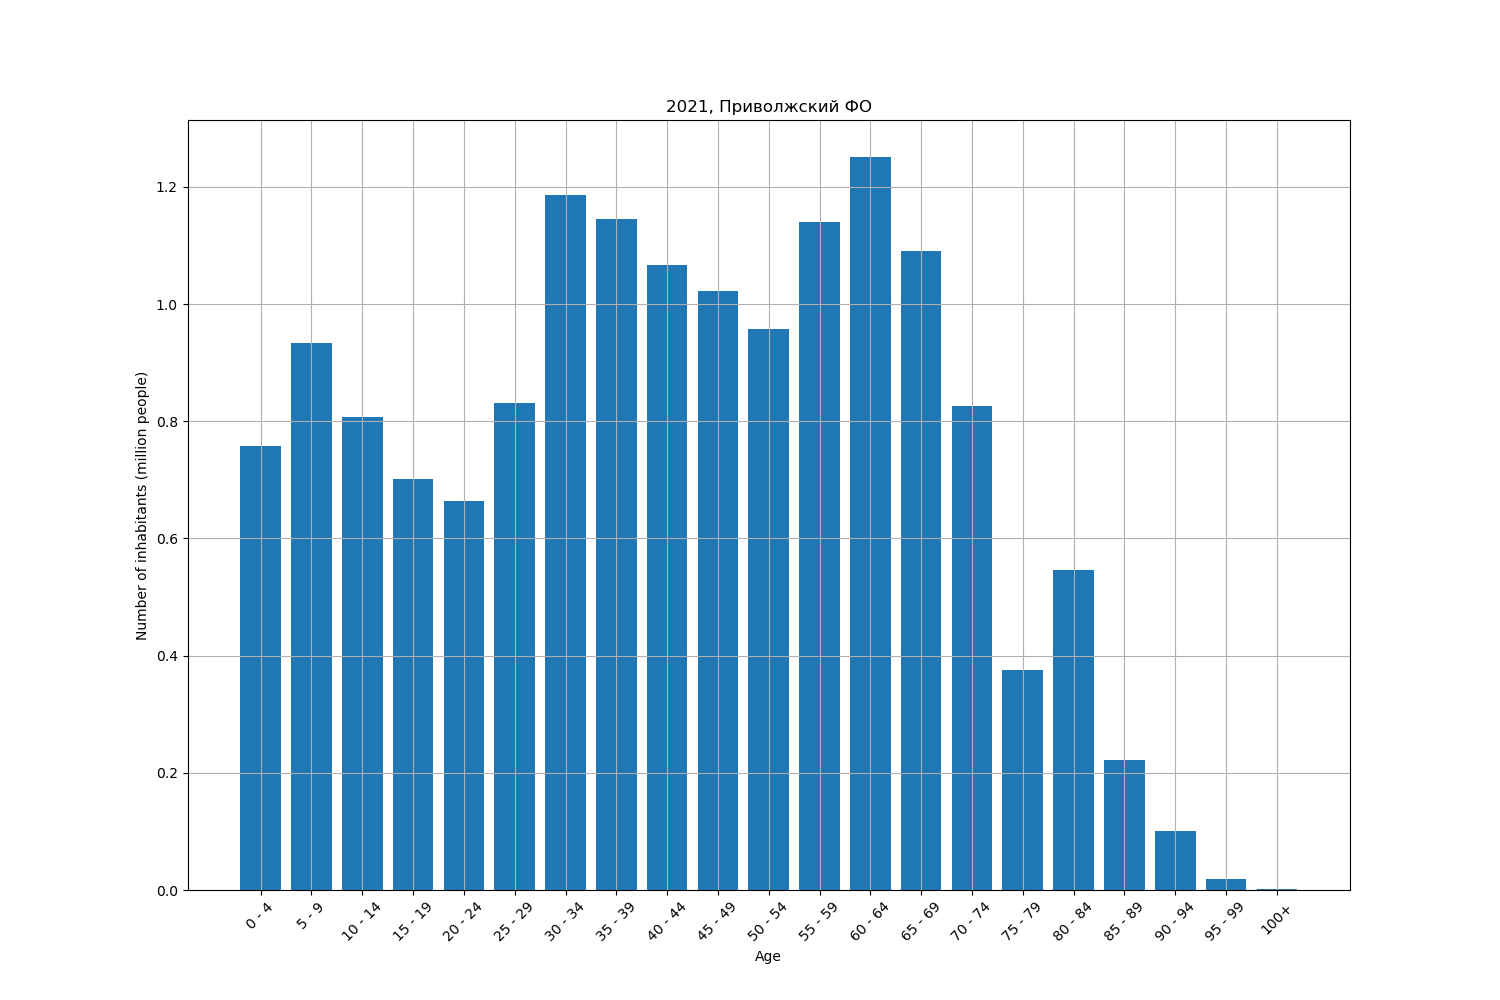 2021, Приволжский ФО
Number of inhabitants (million people)
1.2
1.0
0.8
0.6
0.4
0.2
0.0
0 - 4
5 - 9
10 - 14
15 - 19
20 - 24
25 - 29
30 - 34
35 - 39
40 - 44
45 - 49
50 - 54
55 - 59
60 - 64
65 - 69
70 - 74
75 - 79
80 - 84
85 - 89
90 - 94
95 - 99
100+
Age